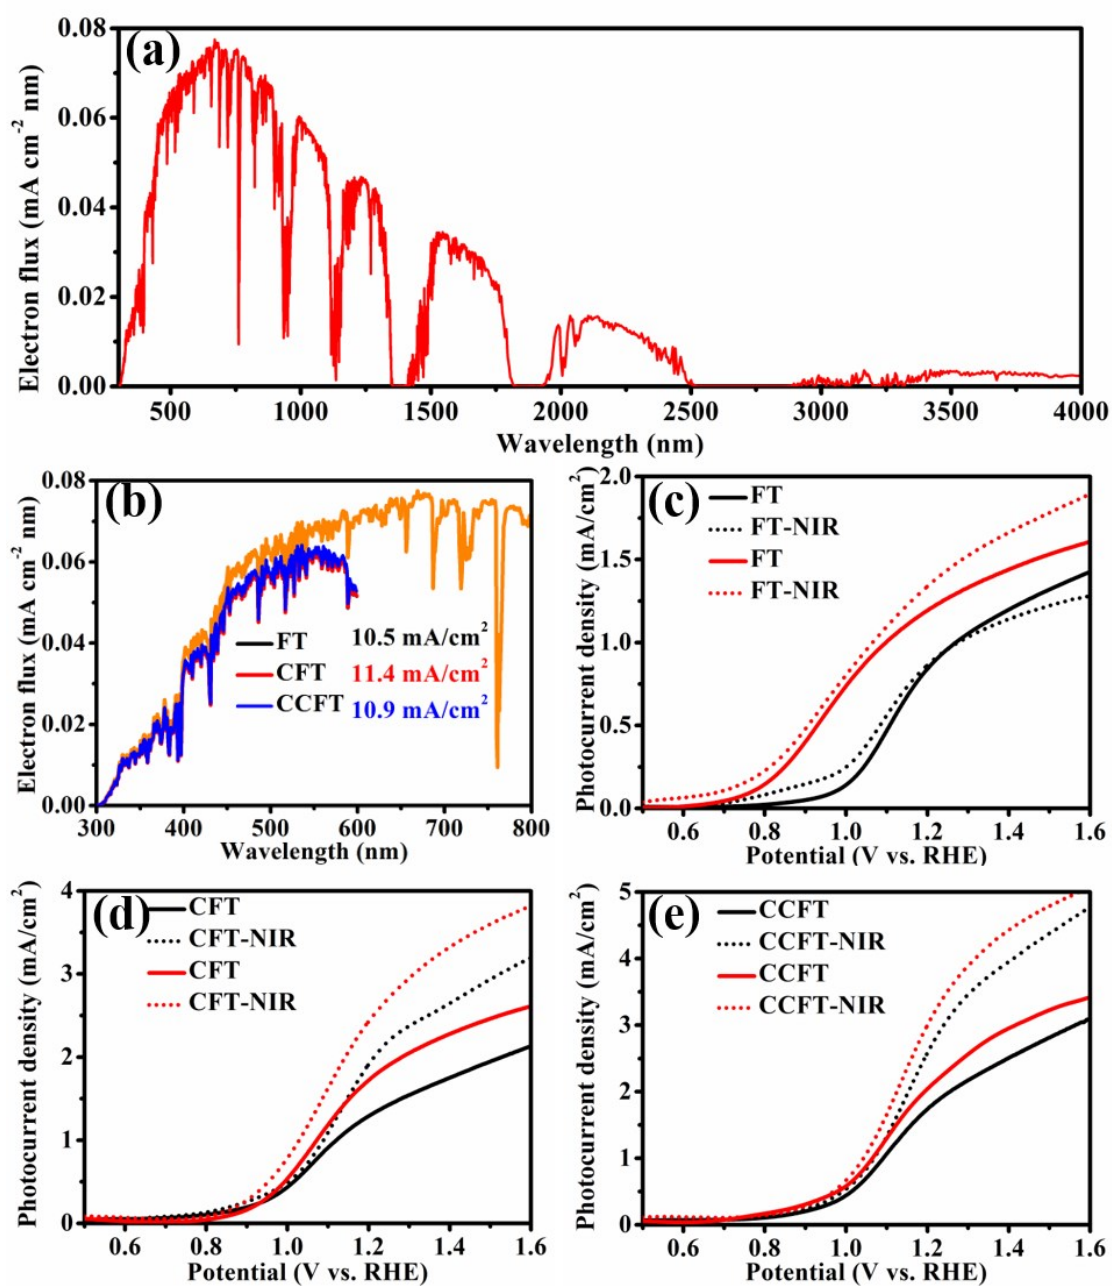 (a)
Electron flux (mA cm⁻² nm)
0.08
0.06
0.04
0.02
0.00
500 1000 1500 2000 2500 3000 3500 4000
Wavelength (nm)
(b)
Electron flux (mA cm⁻² nm)
0.08
0.06
0.04
0.02
0.00
FT 10.5 mA/cm²
CFT 11.4 mA/cm²
CCFT 10.9 mA/cm²
300 400 500 600 700 800
Wavelength (nm)
(c)
Photocurrent density (mA/cm²)
2.0
1.5
1.0
0.5
0.0
FT
FT-NIR
FT
FT-NIR
0.6 0.8 1.0 1.2 1.4 1.6
Potential (V vs. RHE)
(d)
Photocurrent density (mA/cm²)
4
3
2
1
0
CFT
CFT-NIR
CFT
CFT-NIR
0.6 0.8 1.0 1.2 1.4 1.6
Potential (V vs. RHE)
(e)
Photocurrent density (mA/cm²)
5
4
3
2
1
0
CCFT
CCFT-NIR
CCFT
CCFT-NIR
0.6 0.8 1.0 1.2 1.4 1.6
Potential (V vs. RHE)